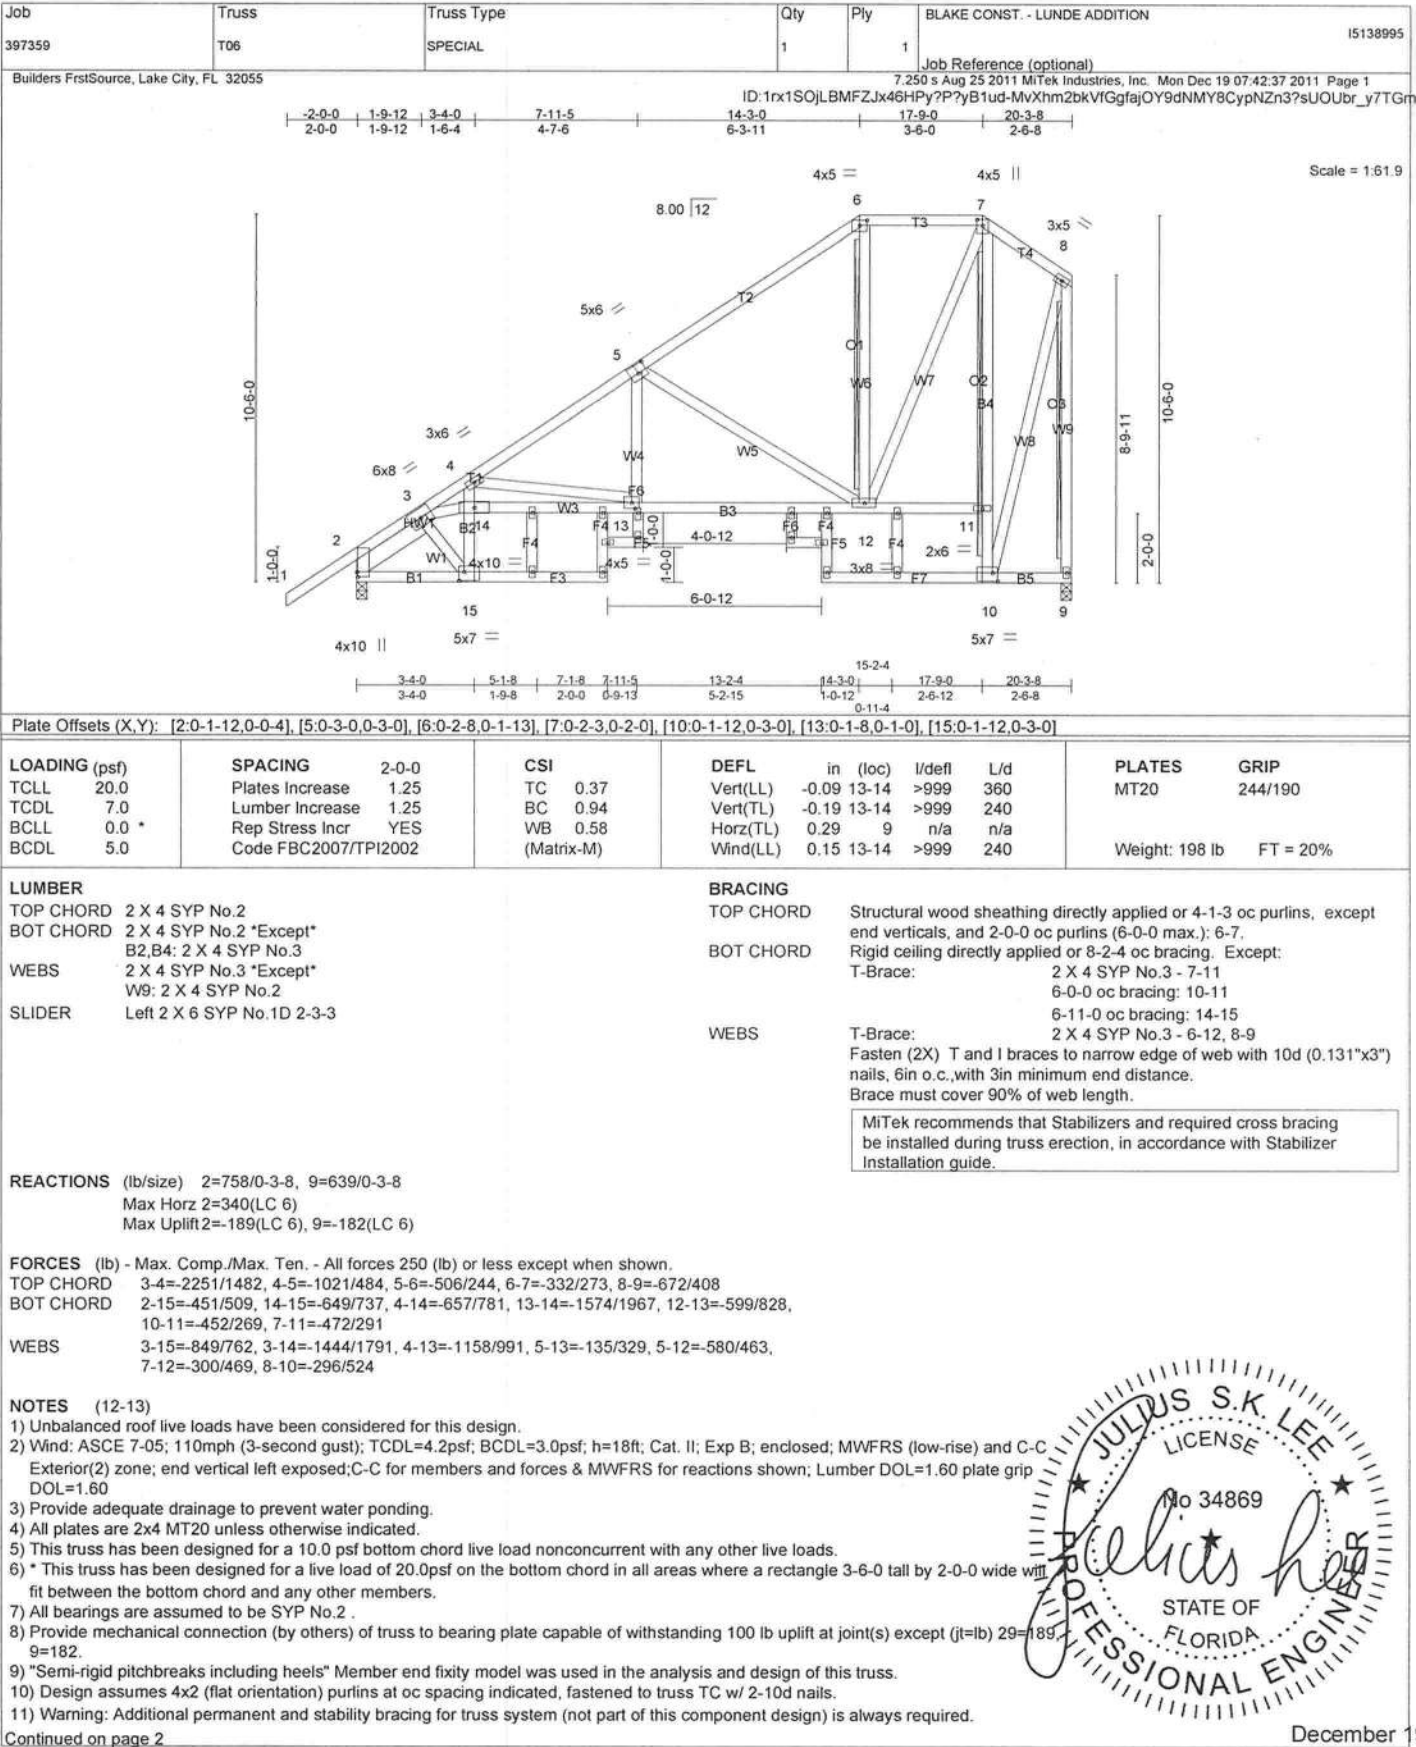 Job
Truss
Truss Type
Qty
Ply
BLAKE CONST. - LUNDE ADDITION
I5138995
397359
T06
SPECIAL
1
1
Job Reference (optional)
Builders FrstSource, Lake City, FL 32055
7.250 s Aug 25 2011 MiTek Industries, Inc. Mon Dec 19 07:42:37 2011 Page 1
ID:1rx1SOjLBMFZJx46HPy?P?yB1ud-MvXhm2bkVfGgfajOY9dNMY8CypNZn3?sUOUbr_y7TGm
-2-0-0 1-9-12 3-4-0 7-11-5 14-3-0 17-9-0 20-3-8
2-0-0 1-9-12 1-6-4 4-7-6 6-3-11 3-6-0 2-6-8
Scale = 1:61.9
4x5 =
4x5 ||
6
7
8.00 12
T3
3x5
8
T4
T2
5x6
5
O1
W6
W7
O2
B4
O3
W9
10-6-0
8-9-11
10-6-0
3x6
4
W4
W5
W8
6x8
T1
3
F6
W3
B3
HW1
B2
14
F4
F4
13
F6
F4
2
4-0-12
1-0-0
F5
F5
12
F4
11
2x6 =
W1
4x10 =
4x5 =
1-0-0
3x8 =
2-0-0
1-0-0
1
B1
F3
F7
B5
6-0-12
15
10
9
4x10 ||
5x7 =
5x7 =
15-2-4
3-4-0 5-1-8 7-1-8 7-11-5 13-2-4 14-3-0 17-9-0 20-3-8
3-4-0 1-9-8 2-0-0 0-9-13 5-2-15 1-0-12 2-6-12 2-6-8
0-11-4
Plate Offsets (X,Y): [2:0-1-12,0-0-4], [5:0-3-0,0-3-0], [6:0-2-8,0-1-13], [7:0-2-3,0-2-0], [10:0-1-12,0-3-0], [13:0-1-8,0-1-0], [15:0-1-12,0-3-0]
LOADING (psf)
TCLL 20.0
TCDL 7.0
BCLL 0.0 *
BCDL 5.0
SPACING 2-0-0
Plates Increase 1.25
Lumber Increase 1.25
Rep Stress Incr YES
Code FBC2007/TPI2002
CSI
TC 0.37
BC 0.94
WB 0.58
(Matrix-M)
DEFL in (loc) l/defl L/d
Vert(LL) -0.09 13-14 >999 360
Vert(TL) -0.19 13-14 >999 240
Horz(TL) 0.29 9 n/a n/a
Wind(LL) 0.15 13-14 >999 240
PLATES GRIP
MT20 244/190
Weight: 198 lb FT = 20%
LUMBER
TOP CHORD 2 X 4 SYP No.2
BOT CHORD 2 X 4 SYP No.2 *Except*
B2,B4: 2 X 4 SYP No.3
WEBS 2 X 4 SYP No.3 *Except*
W9: 2 X 4 SYP No.2
SLIDER Left 2 X 6 SYP No.1D 2-3-3
BRACING
TOP CHORD Structural wood sheathing directly applied or 4-1-3 oc purlins, except
end verticals, and 2-0-0 oc purlins (6-0-0 max.): 6-7.
BOT CHORD Rigid ceiling directly applied or 8-2-4 oc bracing. Except:
T-Brace: 2 X 4 SYP No.3 - 7-11
6-0-0 oc bracing: 10-11
6-11-0 oc bracing: 14-15
WEBS T-Brace: 2 X 4 SYP No.3 - 6-12, 8-9
Fasten (2X) T and I braces to narrow edge of web with 10d (0.131"x3")
nails, 6in o.c.,with 3in minimum end distance.
Brace must cover 90% of web length.
MiTek recommends that Stabilizers and required cross bracing
be installed during truss erection, in accordance with Stabilizer
Installation guide.
REACTIONS (lb/size) 2=758/0-3-8, 9=639/0-3-8
Max Horz 2=340(LC 6)
Max Uplift 2=-189(LC 6), 9=-182(LC 6)
FORCES (lb) - Max. Comp./Max. Ten. - All forces 250 (lb) or less except when shown.
TOP CHORD 3-4=-2251/1482, 4-5=-1021/484, 5-6=-506/244, 6-7=-332/273, 8-9=-672/408
BOT CHORD 2-15=-451/509, 14-15=-649/737, 4-14=-657/781, 13-14=-1574/1967, 12-13=-599/828,
10-11=-452/269, 7-11=-472/291
WEBS 3-15=-849/762, 3-14=-1444/1791, 4-13=-1158/991, 5-13=-135/329, 5-12=-580/463,
7-12=-300/469, 8-10=-296/524
NOTES (12-13)
1) Unbalanced roof live loads have been considered for this design.
2) Wind: ASCE 7-05; 110mph (3-second gust); TCDL=4.2psf; BCDL=3.0psf; h=18ft; Cat. II; Exp B; enclosed; MWFRS (low-rise) and C-C
Exterior(2) zone; end vertical left exposed;C-C for members and forces & MWFRS for reactions shown; Lumber DOL=1.60 plate grip
DOL=1.60
3) Provide adequate drainage to prevent water ponding.
4) All plates are 2x4 MT20 unless otherwise indicated.
5) This truss has been designed for a 10.0 psf bottom chord live load nonconcurrent with any other live loads.
6) * This truss has been designed for a live load of 20.0psf on the bottom chord in all areas where a rectangle 3-6-0 tall by 2-0-0 wide will
fit between the bottom chord and any other members.
7) All bearings are assumed to be SYP No.2 .
8) Provide mechanical connection (by others) of truss to bearing plate capable of withstanding 100 lb uplift at joint(s) except (jt=lb) 29=189,
9=182.
9) "Semi-rigid pitchbreaks including heels" Member end fixity model was used in the analysis and design of this truss.
10) Design assumes 4x2 (flat orientation) purlins at oc spacing indicated, fastened to truss TC w/ 2-10d nails.
11) Warning: Additional permanent and stability bracing for truss system (not part of this component design) is always required.
Continued on page 2
JULIUS S.K. LEE
LICENSE
No 34869
STATE OF
FLORIDA
PROFESSIONAL ENGINEER
December 1